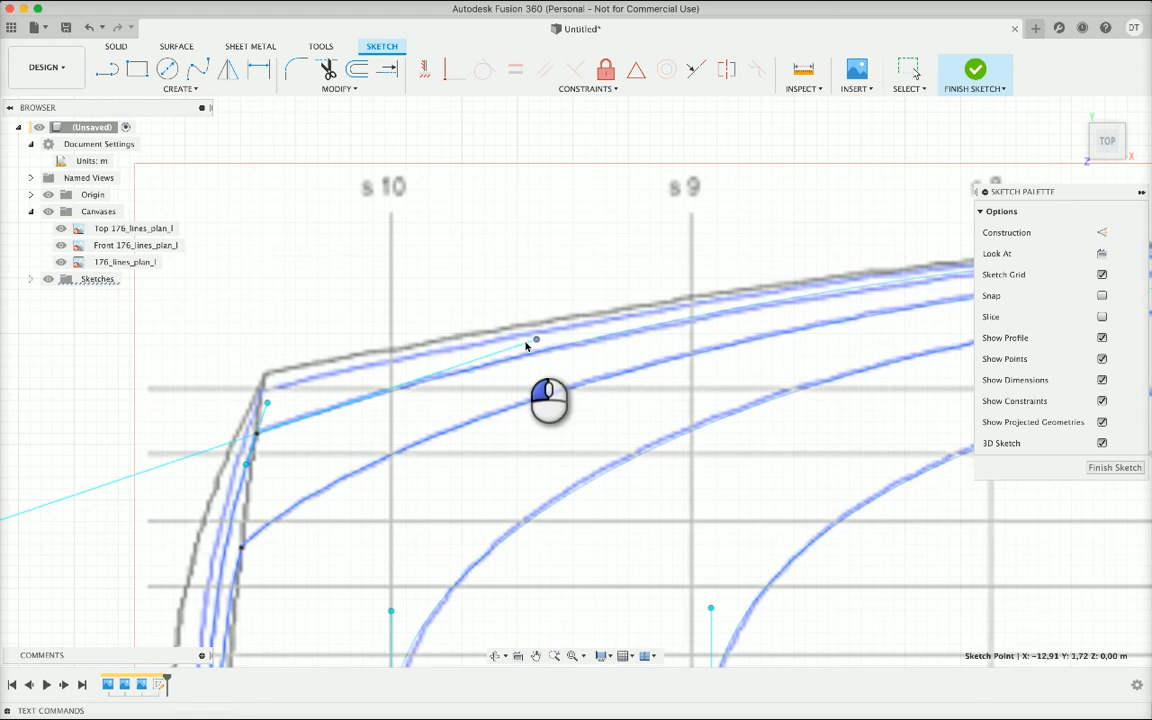 Autodesk Fusion 360 (Personal - Not for Commercial Use)
Untitled*
DT
DESIGN
SOLID SURFACE SHEET METAL TOOLS SKETCH
CREATE MODIFY CONSTRAINTS INSPECT INSERT SELECT FINISH SKETCH
BROWSER
(Unsaved)
Document Settings
Units: m
Named Views
Origin
Canvases
Top 176_lines_plan_l
Front 176_lines_plan_l
176_lines_plan_l
Sketches
s 10
s 9
TOP
X
Y
Z
SKETCH PALETTE
Options
Construction
Look At
Sketch Grid
Snap
Slice
Show Profile
Show Points
Show Dimensions
Show Constraints
Show Projected Geometries
3D Sketch
Finish Sketch
COMMENTS
Sketch Point | X: -12,91 Y: 1,72 Z: 0,00 m
TEXT COMMANDS